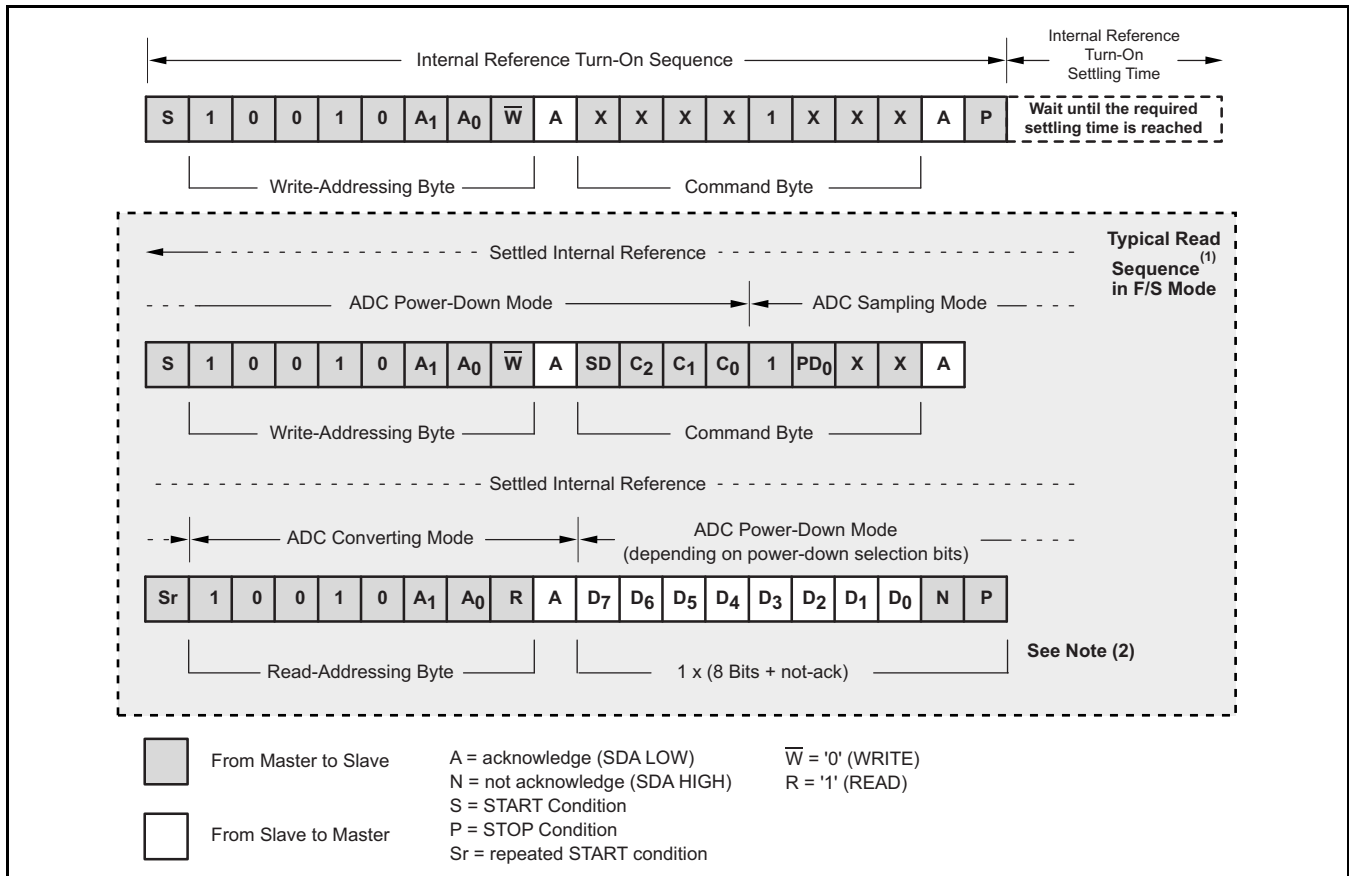 Internal Reference Turn-On Sequence
Internal Reference
Turn-On
Settling Time
S 1 0 0 1 0 A1 A0 W̅ A X X X X 1 X X X A P
Wait until the required
settling time is reached
Write-Addressing Byte Command Byte
Settled Internal Reference
Typical Read
Sequence(1)
in F/S Mode
ADC Power-Down Mode ADC Sampling Mode
S 1 0 0 1 0 A1 A0 W̅ A SD C2 C1 C0 1 PD0 X X A
Write-Addressing Byte Command Byte
Settled Internal Reference
ADC Converting Mode
ADC Power-Down Mode
(depending on power-down selection bits)
Sr 1 0 0 1 0 A1 A0 R A D7 D6 D5 D4 D3 D2 D1 D0 N P
Read-Addressing Byte 1 x (8 Bits + not-ack)
See Note (2)
From Master to Slave
From Slave to Master
A = acknowledge (SDA LOW)
N = not acknowledge (SDA HIGH)
S = START Condition
P = STOP Condition
Sr = repeated START condition
W̅ = '0' (WRITE)
R = '1' (READ)